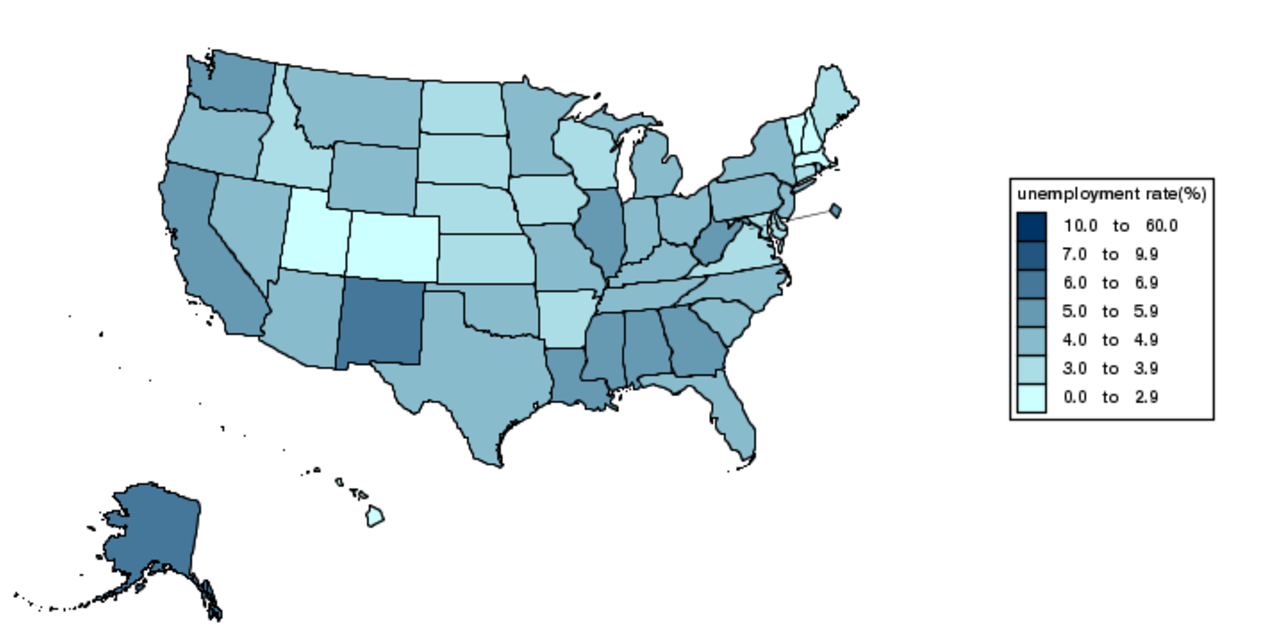 unemployment rate(%)
10.0 to 60.0
7.0 to 9.9
6.0 to 6.9
5.0 to 5.9
4.0 to 4.9
3.0 to 3.9
0.0 to 2.9